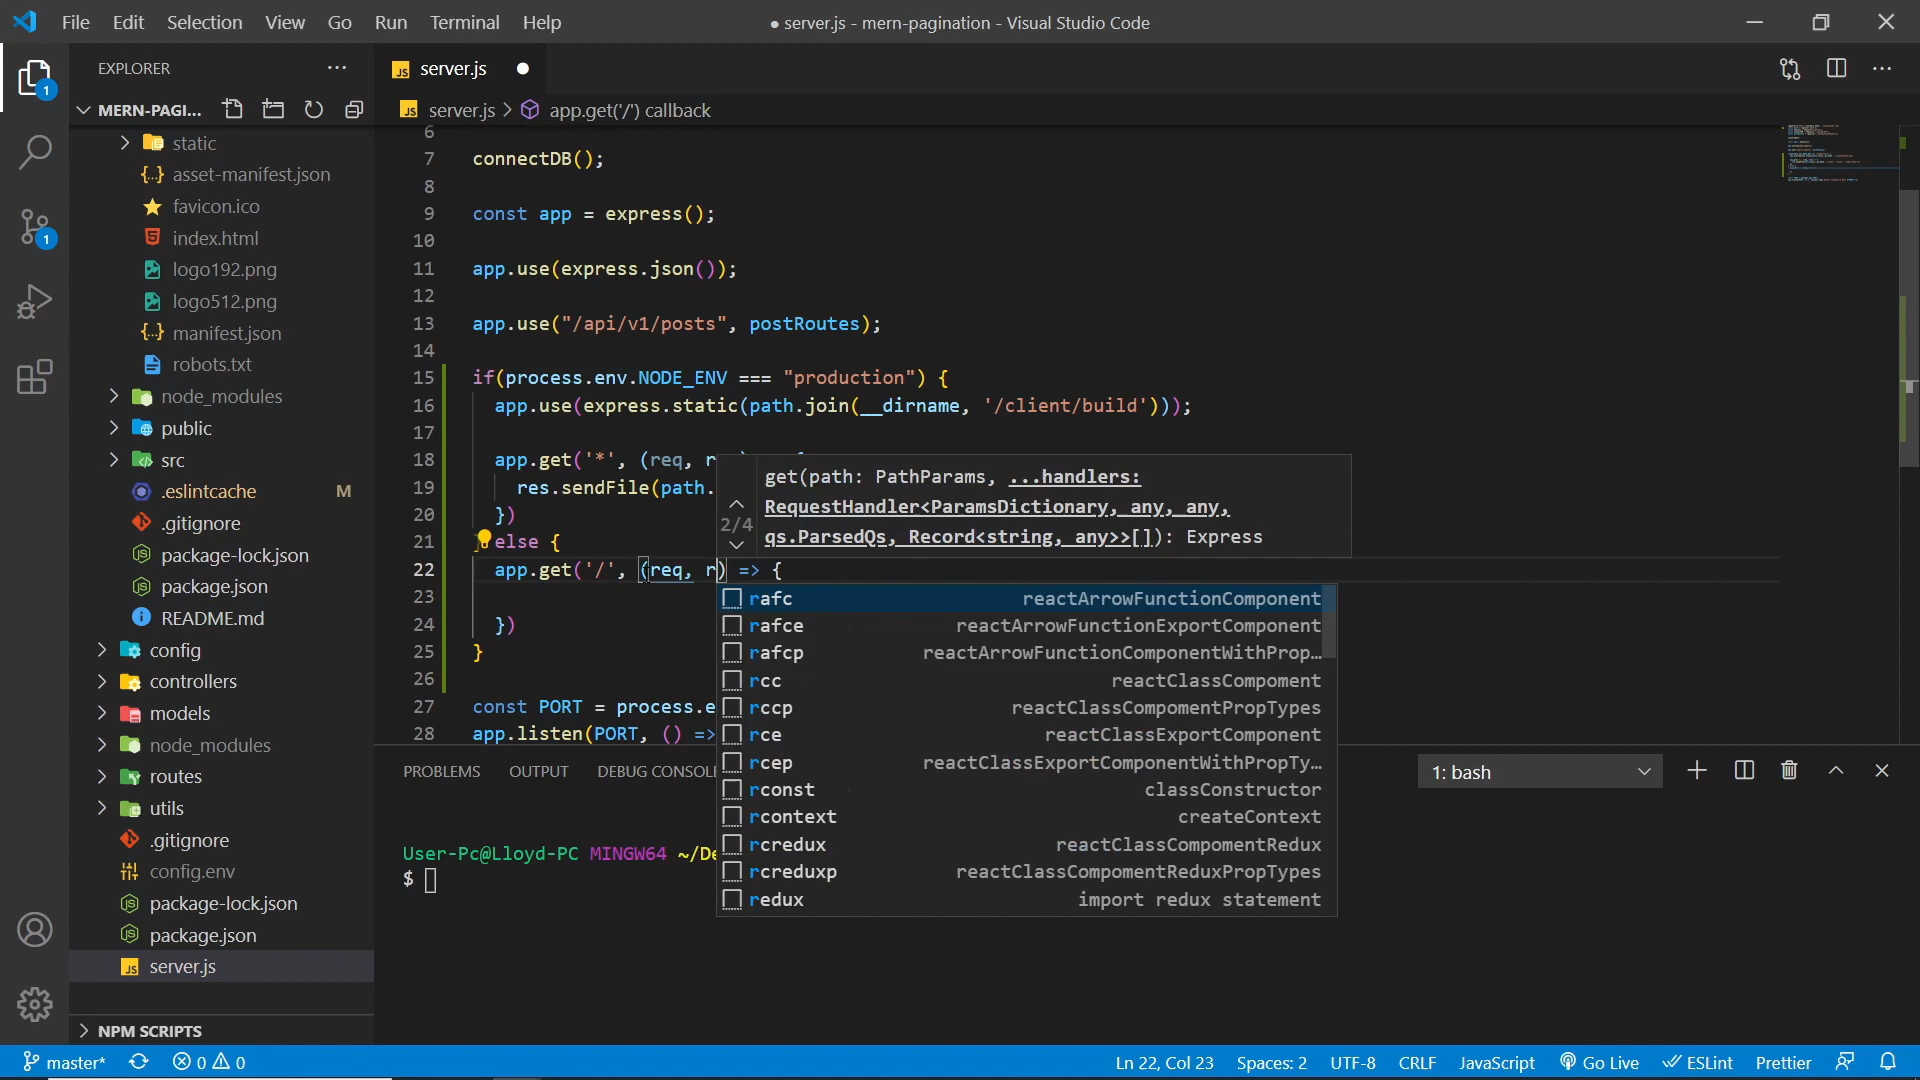 File Edit Selection View Go Run Terminal Help
● server.js - mern-pagination - Visual Studio Code
EXPLORER
MERN-PAGI...
static
asset-manifest.json
favicon.ico
index.html
logo192.png
logo512.png
manifest.json
robots.txt
node_modules
public
src
.eslintcache M
.gitignore
package-lock.json
package.json
README.md
config
controllers
models
node_modules
routes
utils
.gitignore
config.env
package-lock.json
package.json
server.js
NPM SCRIPTS
1
1
JS server.js
JS server.js > app.get('/') callback
6
7 connectDB();
8
9 const app = express();
10
11 app.use(express.json());
12
13 app.use("/api/v1/posts", postRoutes);
14
15 if(process.env.NODE_ENV === "production") {
16 app.use(express.static(path.join(__dirname, '/client/build')));
17
18 app.get('*', (req, r
19 res.sendFile(path.
20 })
21 } else {
22 app.get('/', (req, r) => {
23
24 })
25 }
26
27 const PORT = process.e
28 app.listen(PORT, () =>
2/4
get(path: PathParams, ...handlers:
RequestHandler<ParamsDictionary, any, any,
qs.ParsedQs, Record<string, any>>[]): Express
rafc reactArrowFunctionComponent
rafce reactArrowFunctionExportComponent
rafcp reactArrowFunctionComponentWithProp...
rcc reactClassCompoment
rccp reactClassCompomentPropTypes
rce reactClassExportComponent
rcep reactClassExportComponentWithPropTy...
rconst classConstructor
rcontext createContext
rcredux reactClassCompomentRedux
rcreduxp reactClassCompomentReduxPropTypes
redux import redux statement
PROBLEMS OUTPUT DEBUG CONSOL
1: bash
User-Pc@Lloyd-PC MINGW64 ~/De
$
master* 0 0
Ln 22, Col 23 Spaces: 2 UTF-8 CRLF JavaScript Go Live ESLint Prettier